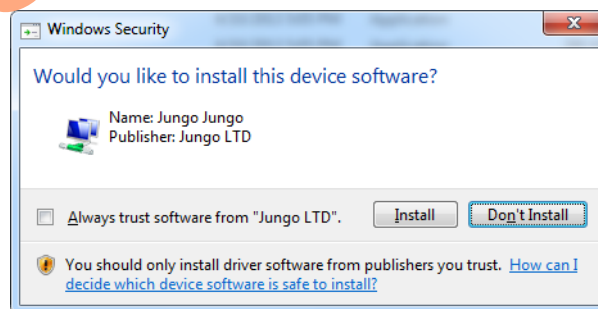 Windows Security
Would you like to install this device software?
Name: Jungo Jungo
Publisher: Jungo LTD
Always trust software from "Jungo LTD".
Install
Don't Install
You should only install driver software from publishers you trust. How can I
decide which device software is safe to install?